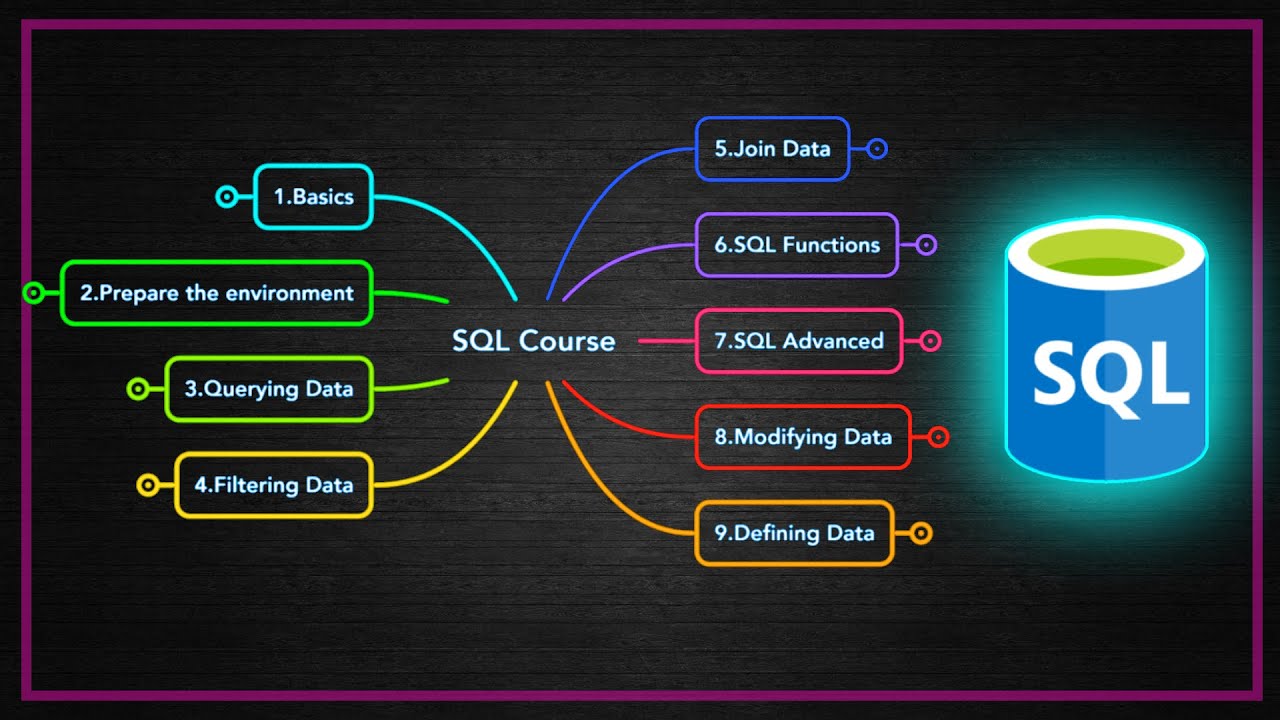 SQL Course
1.Basics
2.Prepare the environment
3.Querying Data
4.Filtering Data
5.Join Data
6.SQL Functions
7.SQL Advanced
8.Modifying Data
9.Defining Data
SQL